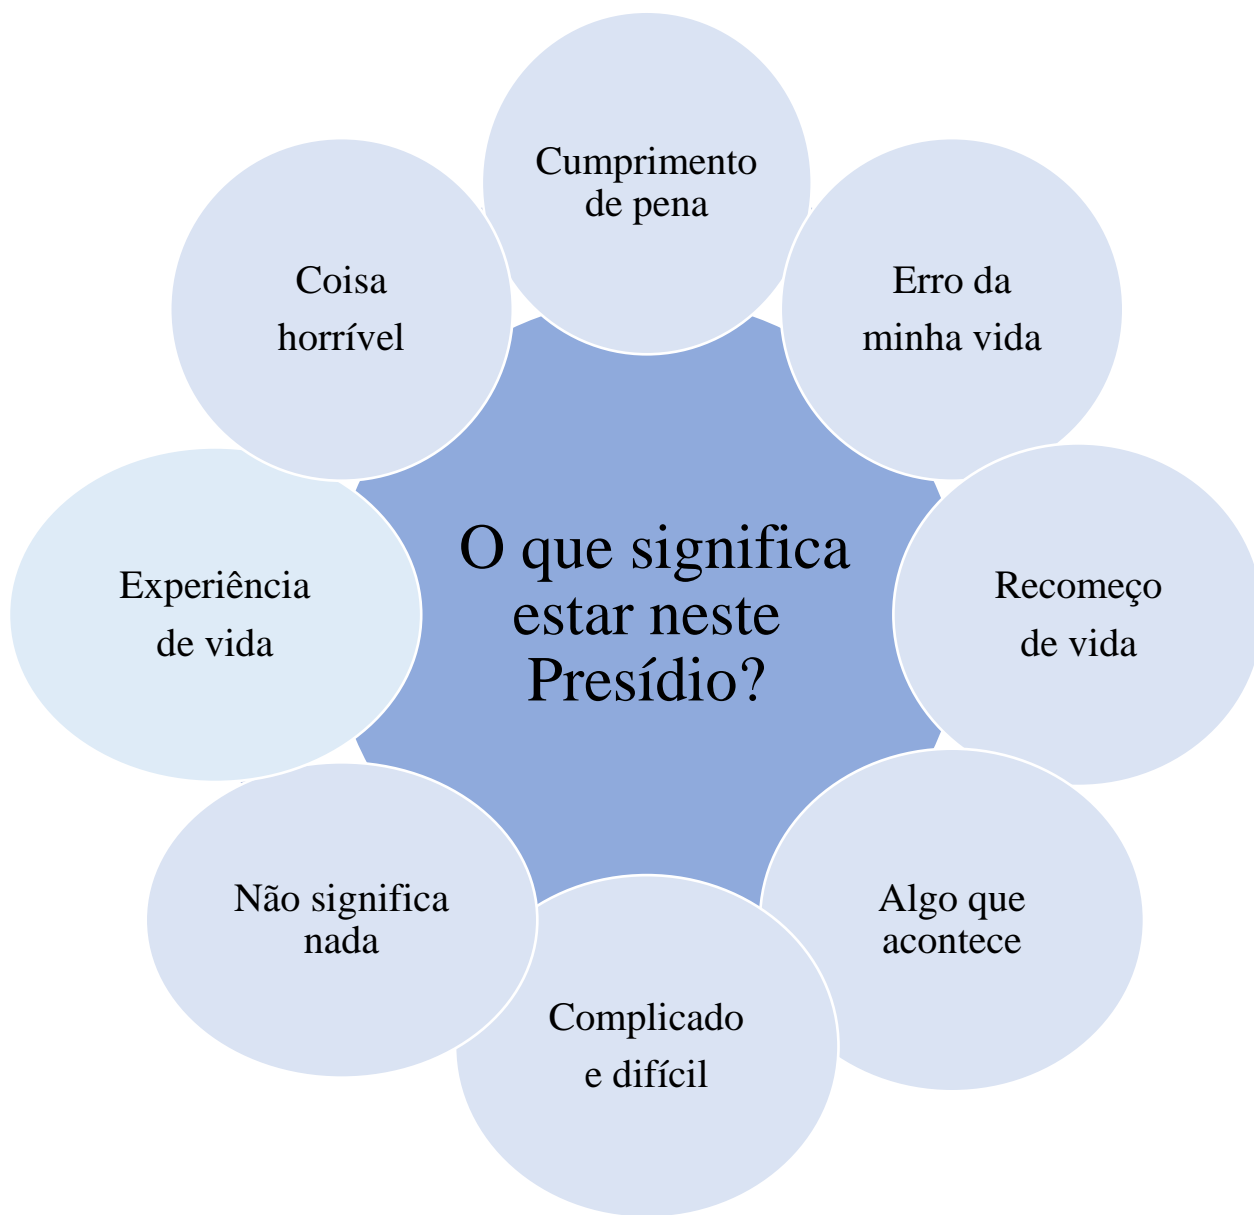 Cumprimento
de pena
Coisa
horrível
Erro da
minha vida
O que significa
estar neste
Presídio?
Experiência
de vida
Recomeço
de vida
Não significa
nada
Algo que
acontece
Complicado
e difícil